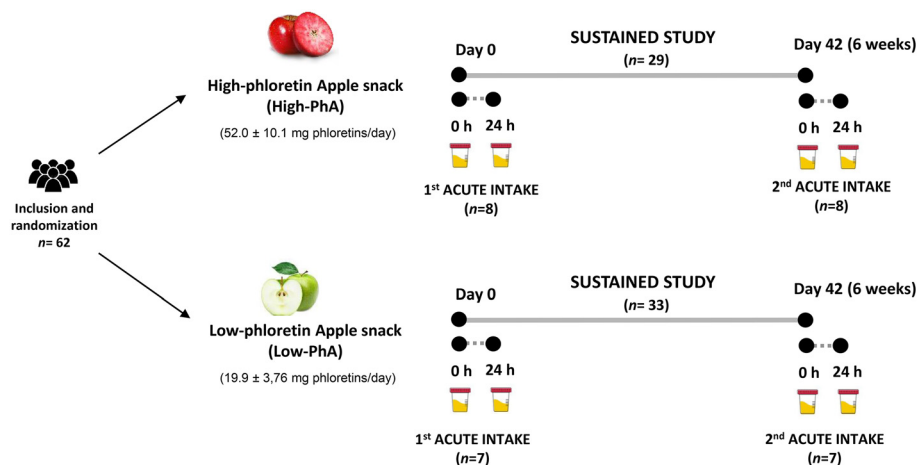 Inclusion and
randomization
n= 62
High-phloretin Apple snack
(High-PhA)
(52.0 ± 10.1 mg phloretins/day)
Day 0
SUSTAINED STUDY
(n= 29)
Day 42 (6 weeks)
0 h 24 h
1st ACUTE INTAKE
(n=8)
0 h 24 h
2nd ACUTE INTAKE
(n=8)
Low-phloretin Apple snack
(Low-PhA)
(19.9 ± 3,76 mg phloretins/day)
Day 0
SUSTAINED STUDY
(n= 33)
Day 42 (6 weeks)
0 h 24 h
1st ACUTE INTAKE
(n=7)
0 h 24 h
2nd ACUTE INTAKE
(n=7)